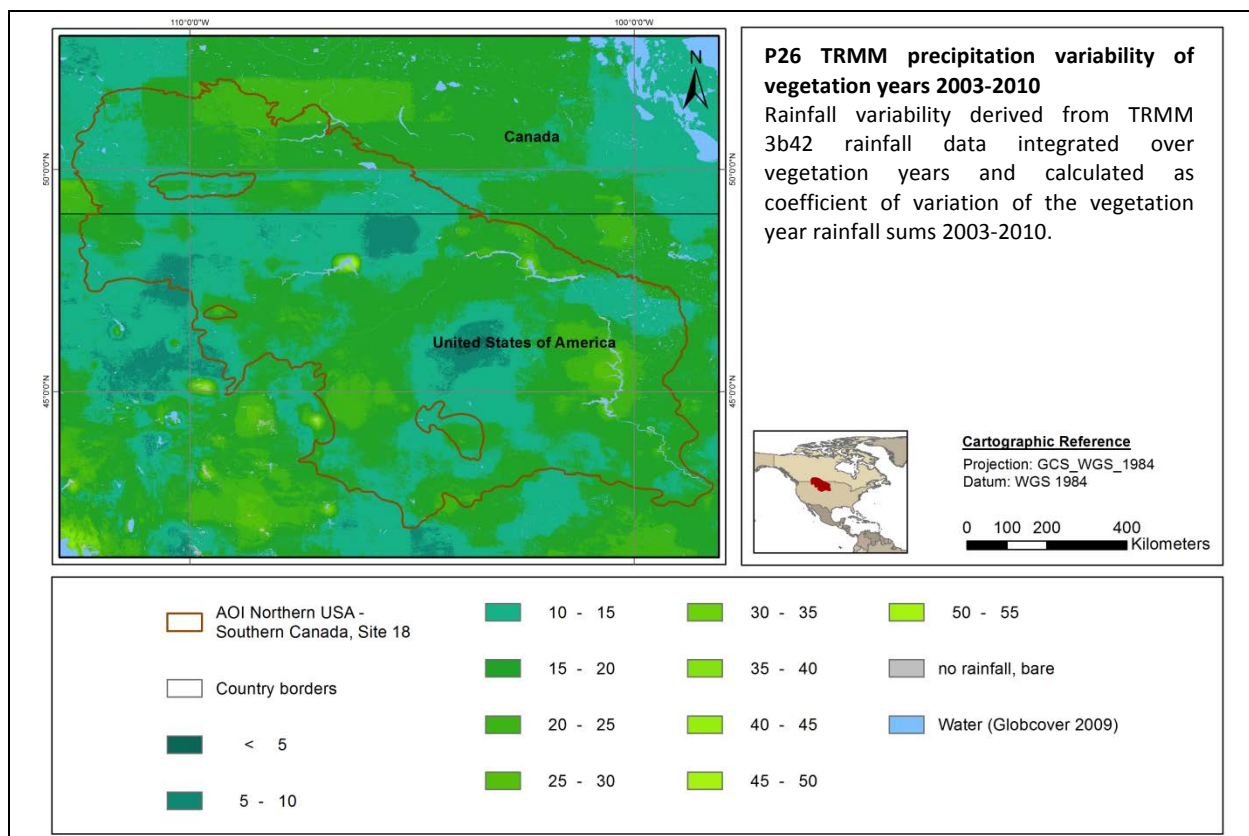 110°0'0"W
100°0'0"W
N
Canada
50°0'0"N
50°0'0"N
United States of America
45°0'0"N
45°0'0"N
P26 TRMM precipitation variability of
vegetation years 2003-2010
Rainfall variability derived from TRMM
3b42 rainfall data integrated over
vegetation years and calculated as
coefficient of variation of the vegetation
year rainfall sums 2003-2010.
Cartographic Reference
Projection: GCS_WGS_1984
Datum: WGS 1984
0 100 200 400
Kilometers
AOI Northern USA -
Southern Canada, Site 18
Country borders
< 5
5 - 10
10 - 15
15 - 20
20 - 25
25 - 30
30 - 35
35 - 40
40 - 45
45 - 50
50 - 55
no rainfall, bare
Water (Globcover 2009)